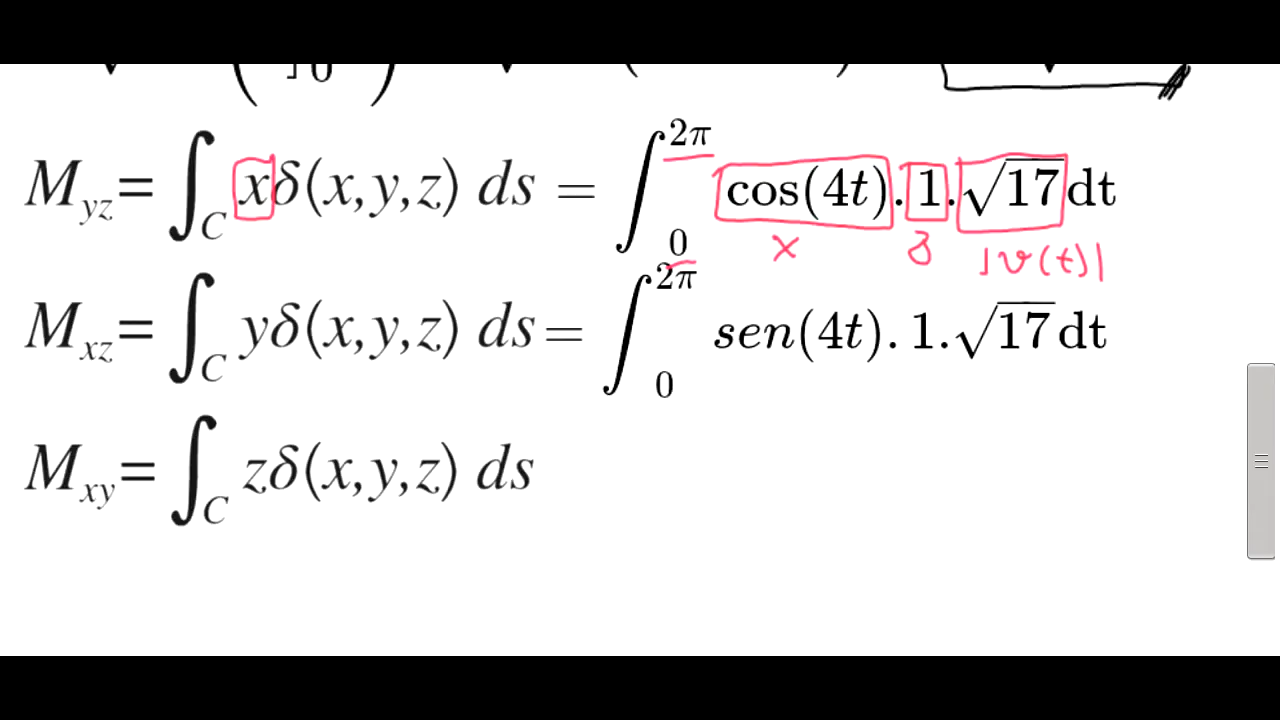 0
M_yz = ∫_C xδ(x,y,z) ds = ∫_0^2π cos(4t). 1.√17 dt
x δ |v(t)|
M_xz = ∫_C yδ(x,y,z) ds = ∫_0^2π sen(4t). 1.√17 dt
M_xy = ∫_C zδ(x,y,z) ds